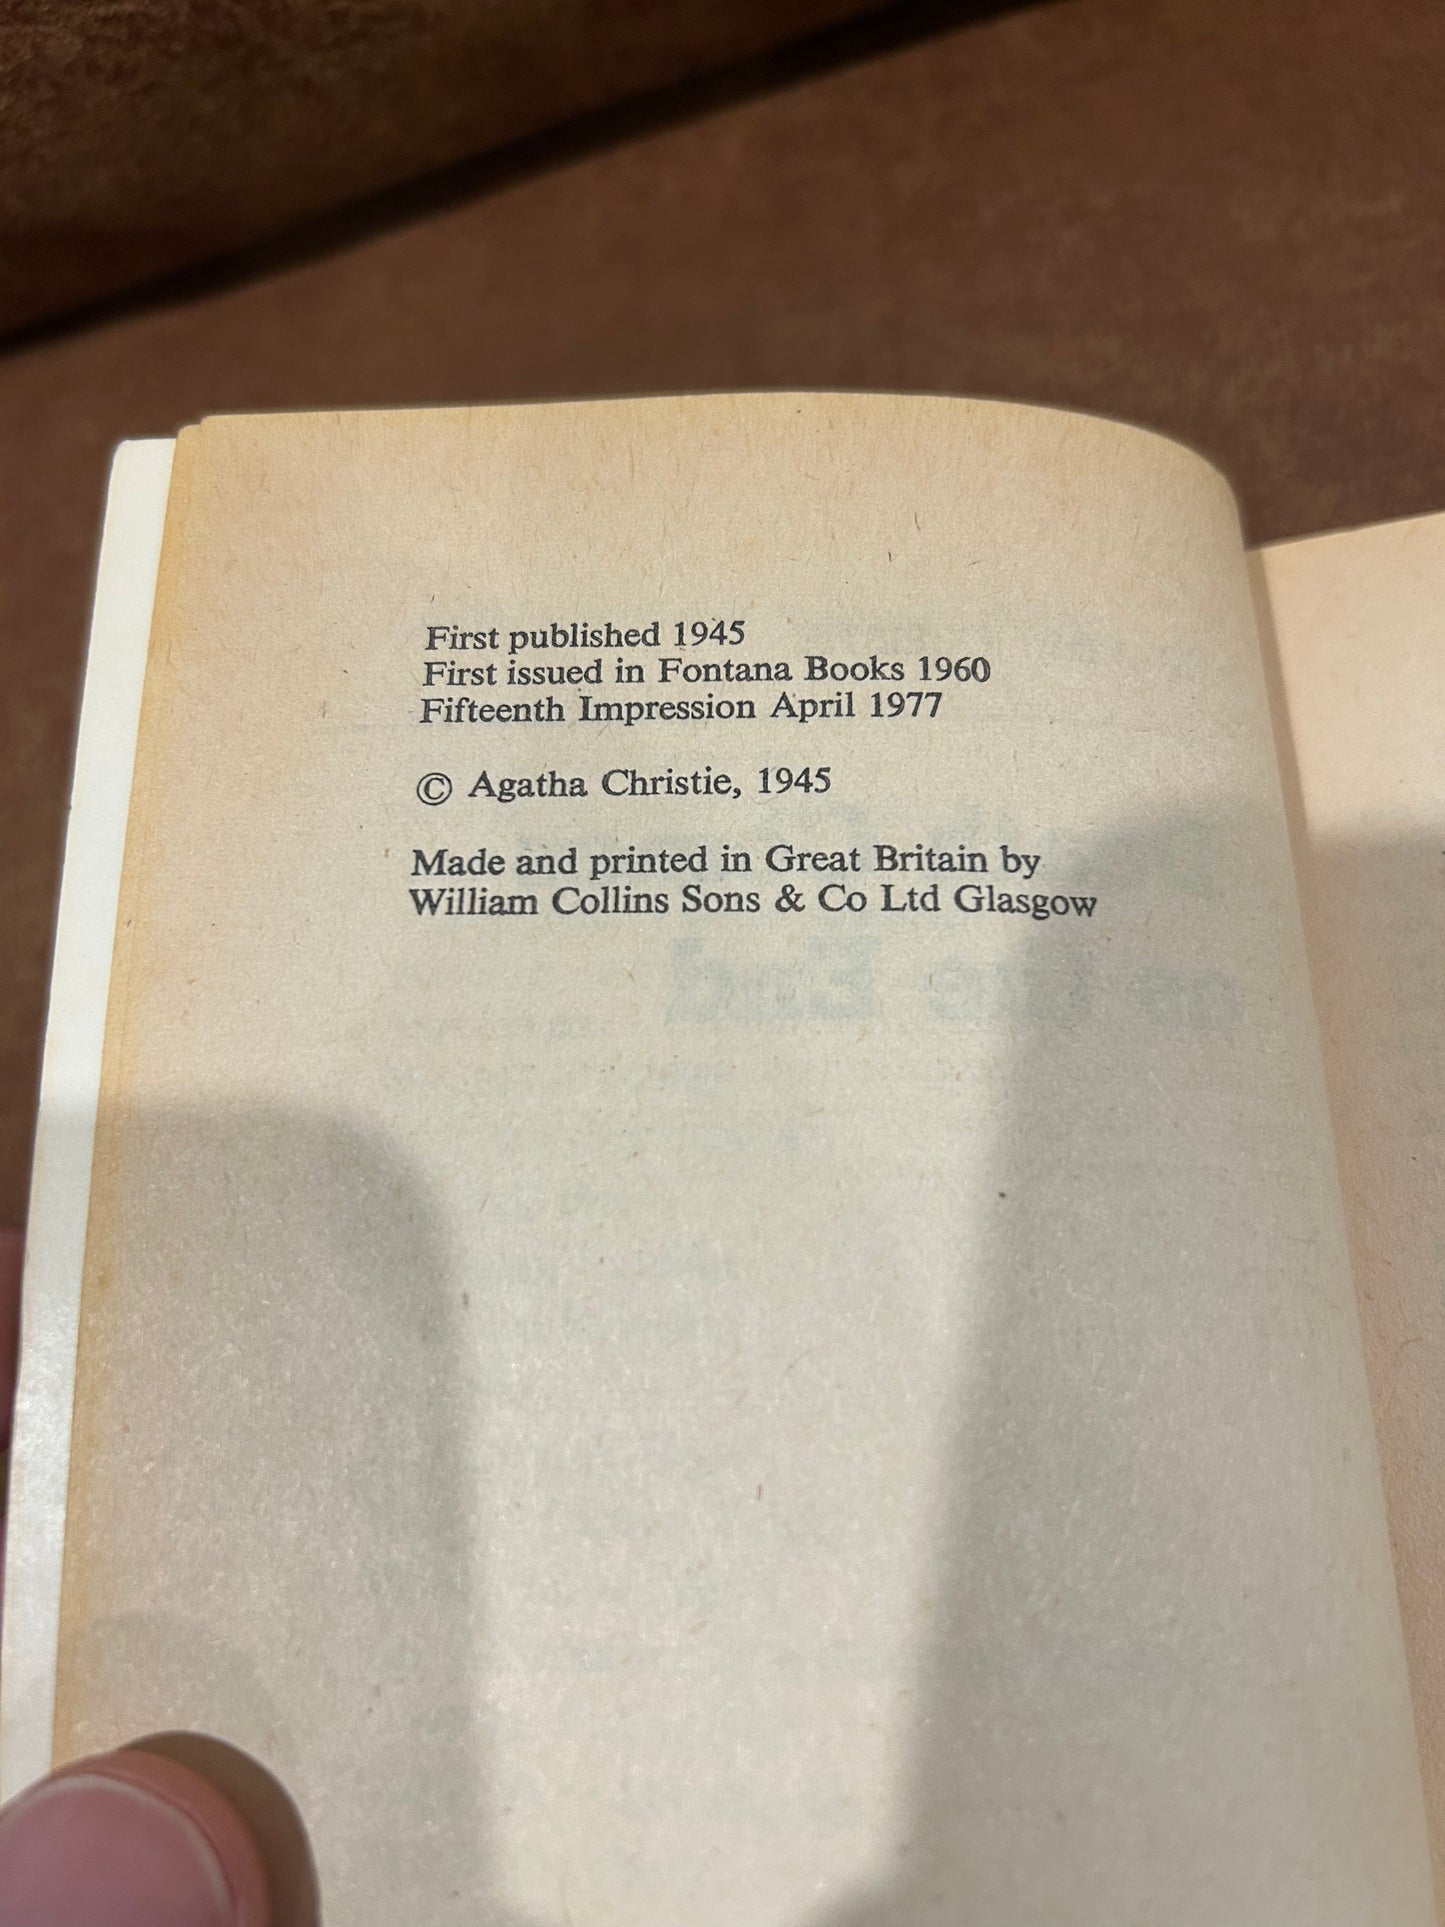 First published 1945
First issued in Fontana Books 1960
Fifteenth Impression April 1977
© Agatha Christie, 1945
Made and printed in Great Britain by
William Collins Sons & Co Ltd Glasgow